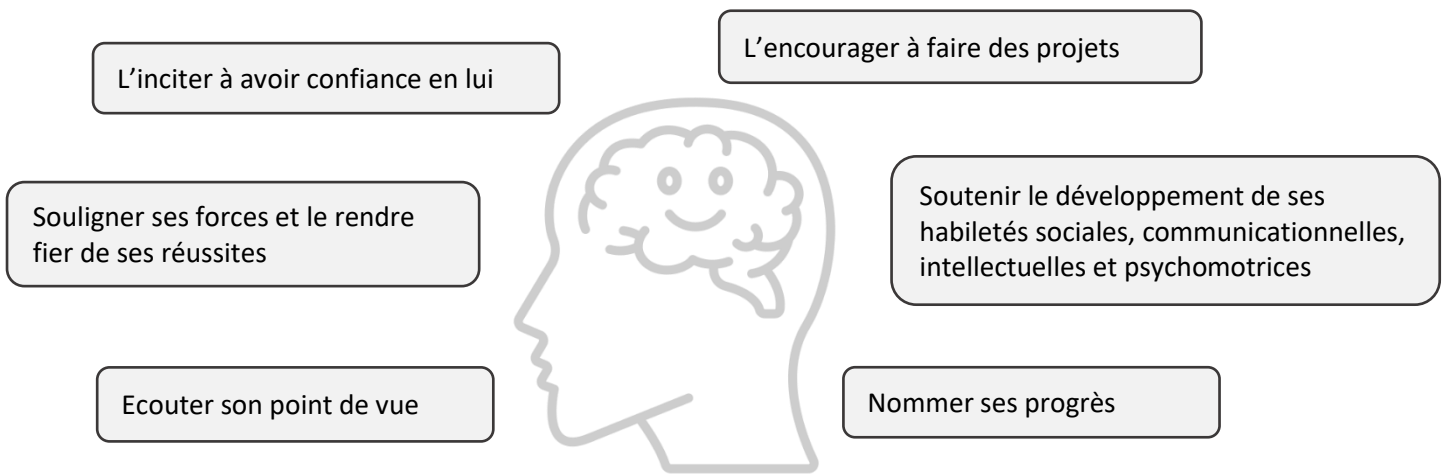 L’inciter à avoir confiance en lui
L’encourager à faire des projets
Souligner ses forces et le rendre
fier de ses réussites
Soutenir le développement de ses
habiletés sociales, communicationnelles,
intellectuelles et psychomotrices
Ecouter son point de vue
Nommer ses progrès